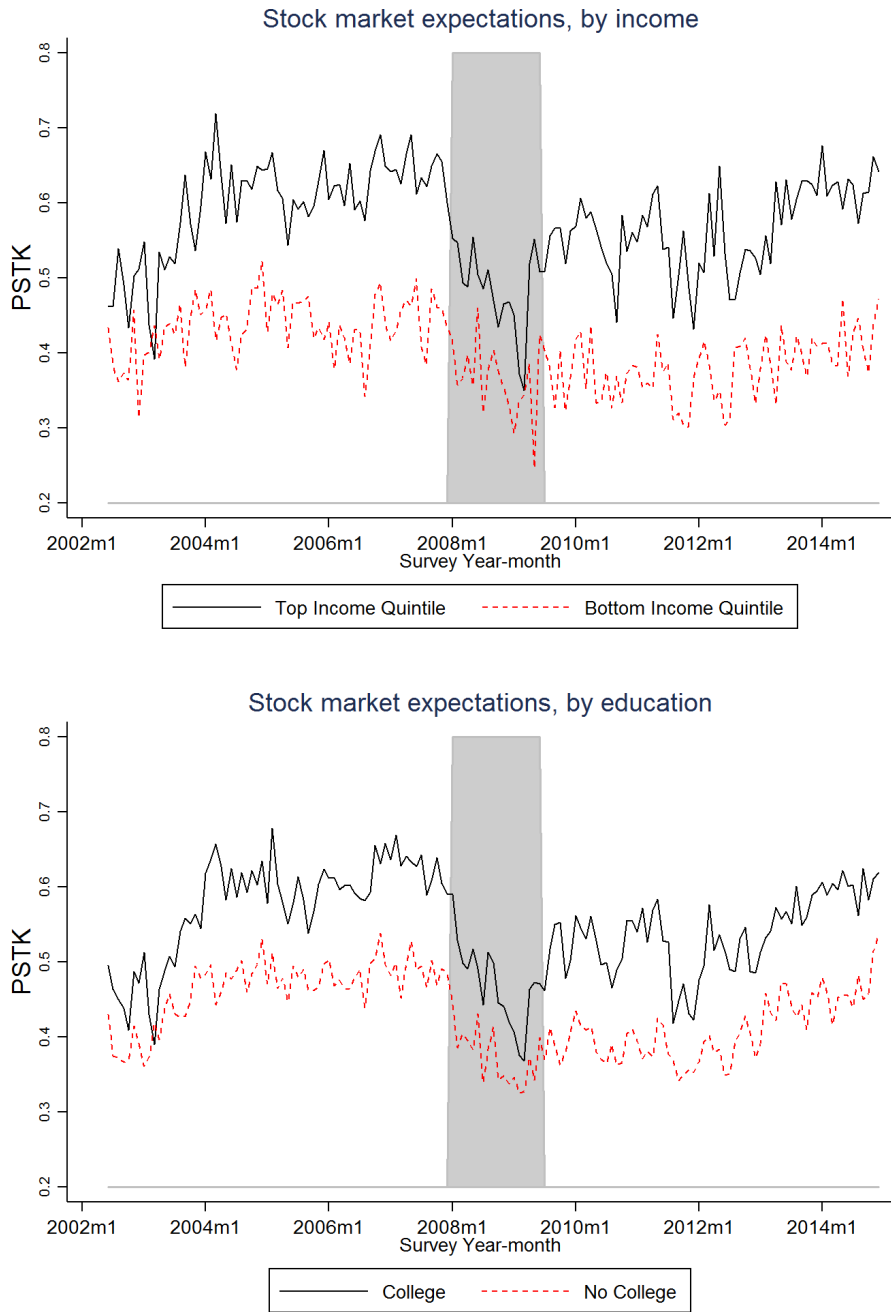 Stock market expectations, by income
PSTK
0.8
0.7
0.6
0.5
0.4
0.3
0.2
2002m1 2004m1 2006m1 2008m1 2010m1 2012m1 2014m1
Survey Year-month
Top Income Quintile Bottom Income Quintile
Stock market expectations, by education
PSTK
0.8
0.7
0.6
0.5
0.4
0.3
0.2
2002m1 2004m1 2006m1 2008m1 2010m1 2012m1 2014m1
Survey Year-month
College No College